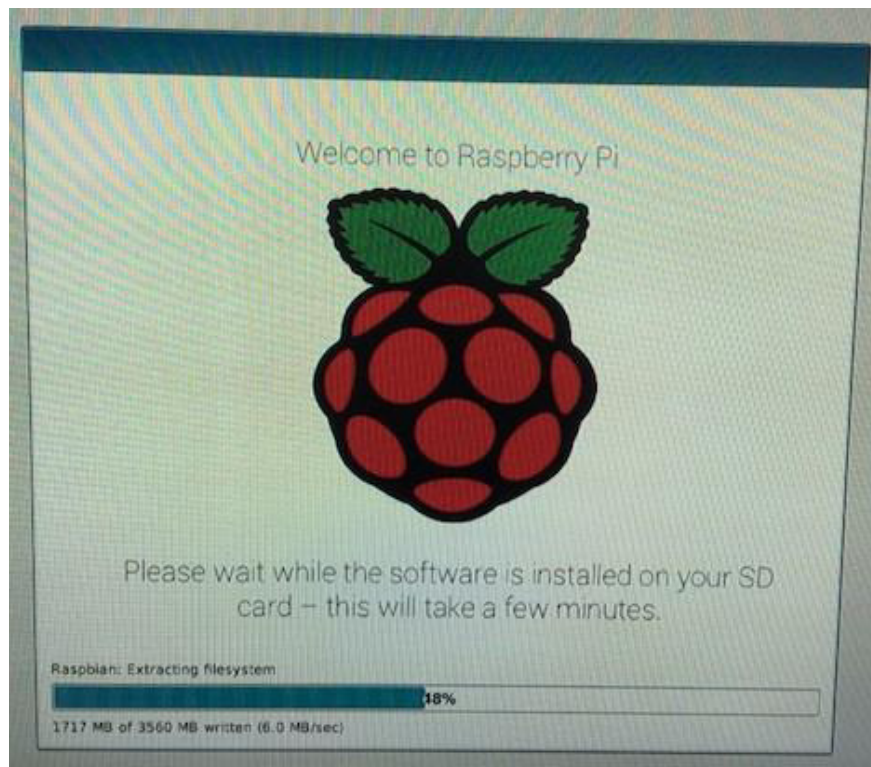 Welcome to Raspberry Pi
Please wait while the software is installed on your SD
card – this will take a few minutes.
Raspbian: Extracting filesystem
48%
1717 MB of 3560 MB written (6.0 MB/sec)